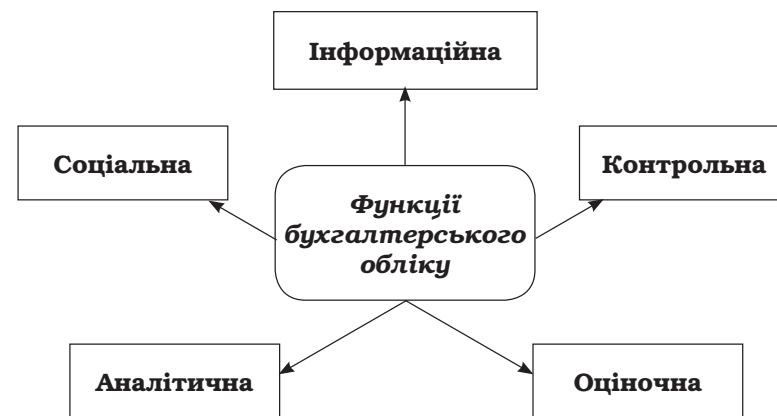 Інформаційна
Соціальна
Контрольна
Функції
бухгалтерського
обліку
Аналітична
Оціночна